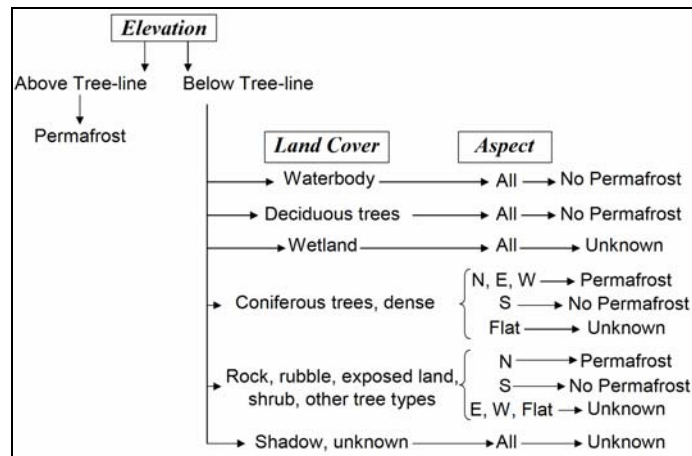 Elevation
Above Tree-line Below Tree-line
Permafrost
Land Cover Aspect
Waterbody All No Permafrost
Deciduous trees All No Permafrost
Wetland All Unknown
N, E, W Permafrost
Coniferous trees, dense S No Permafrost
Flat Unknown
N Permafrost
Rock, rubble, exposed land, S No Permafrost
shrub, other tree types E, W, Flat Unknown
Shadow, unknown All Unknown